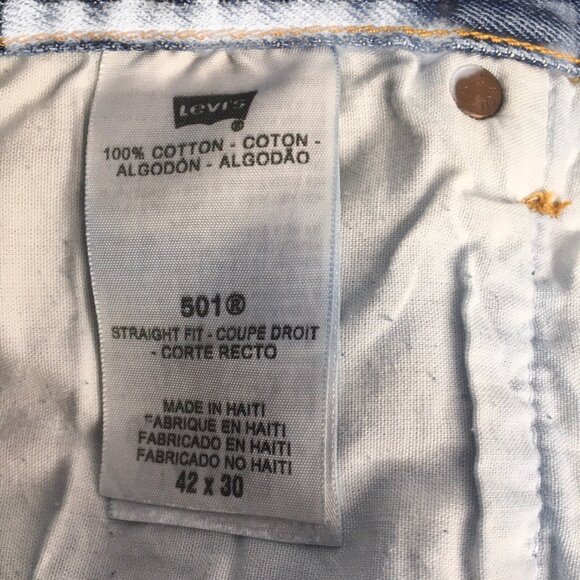 Levi's
®
100% COTTON - COTON -
ALGODÓN - ALGODÃO
501®
STRAIGHT FIT - COUPE DROIT
- CORTE RECTO
MADE IN HAITI
FABRIQUE EN HAITI
FABRICADO EN HAITI
FABRICADO NO HAITI
42 x 30